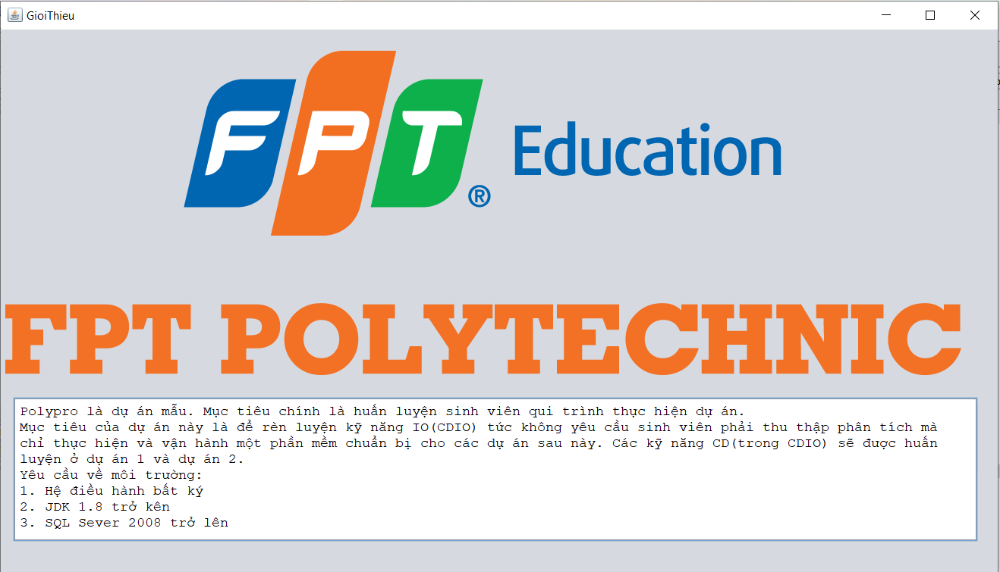 GioiThieu
FPT Education
®
FPT POLYTECHNIC
Polypro là dự án mẫu. Mục tiêu chính là huấn luyện sinh viên qui trình thực hiện dự án.
Mục tiêu của dự án này là để rèn luyện kỹ năng IO(CDIO) tức không yêu cầu sinh viên phải thu thập phân tích mà
chỉ thực hiện và vận hành một phần mềm chuẩn bị cho các dự án sau này. Các kỹ năng CD(trong CDIO) sẽ được huấn
luyện ở dự án 1 và dự án 2.
Yêu cầu về môi trường:
1. Hệ điều hành bất ký
2. JDK 1.8 trở kên
3. SQL Sever 2008 trở lên